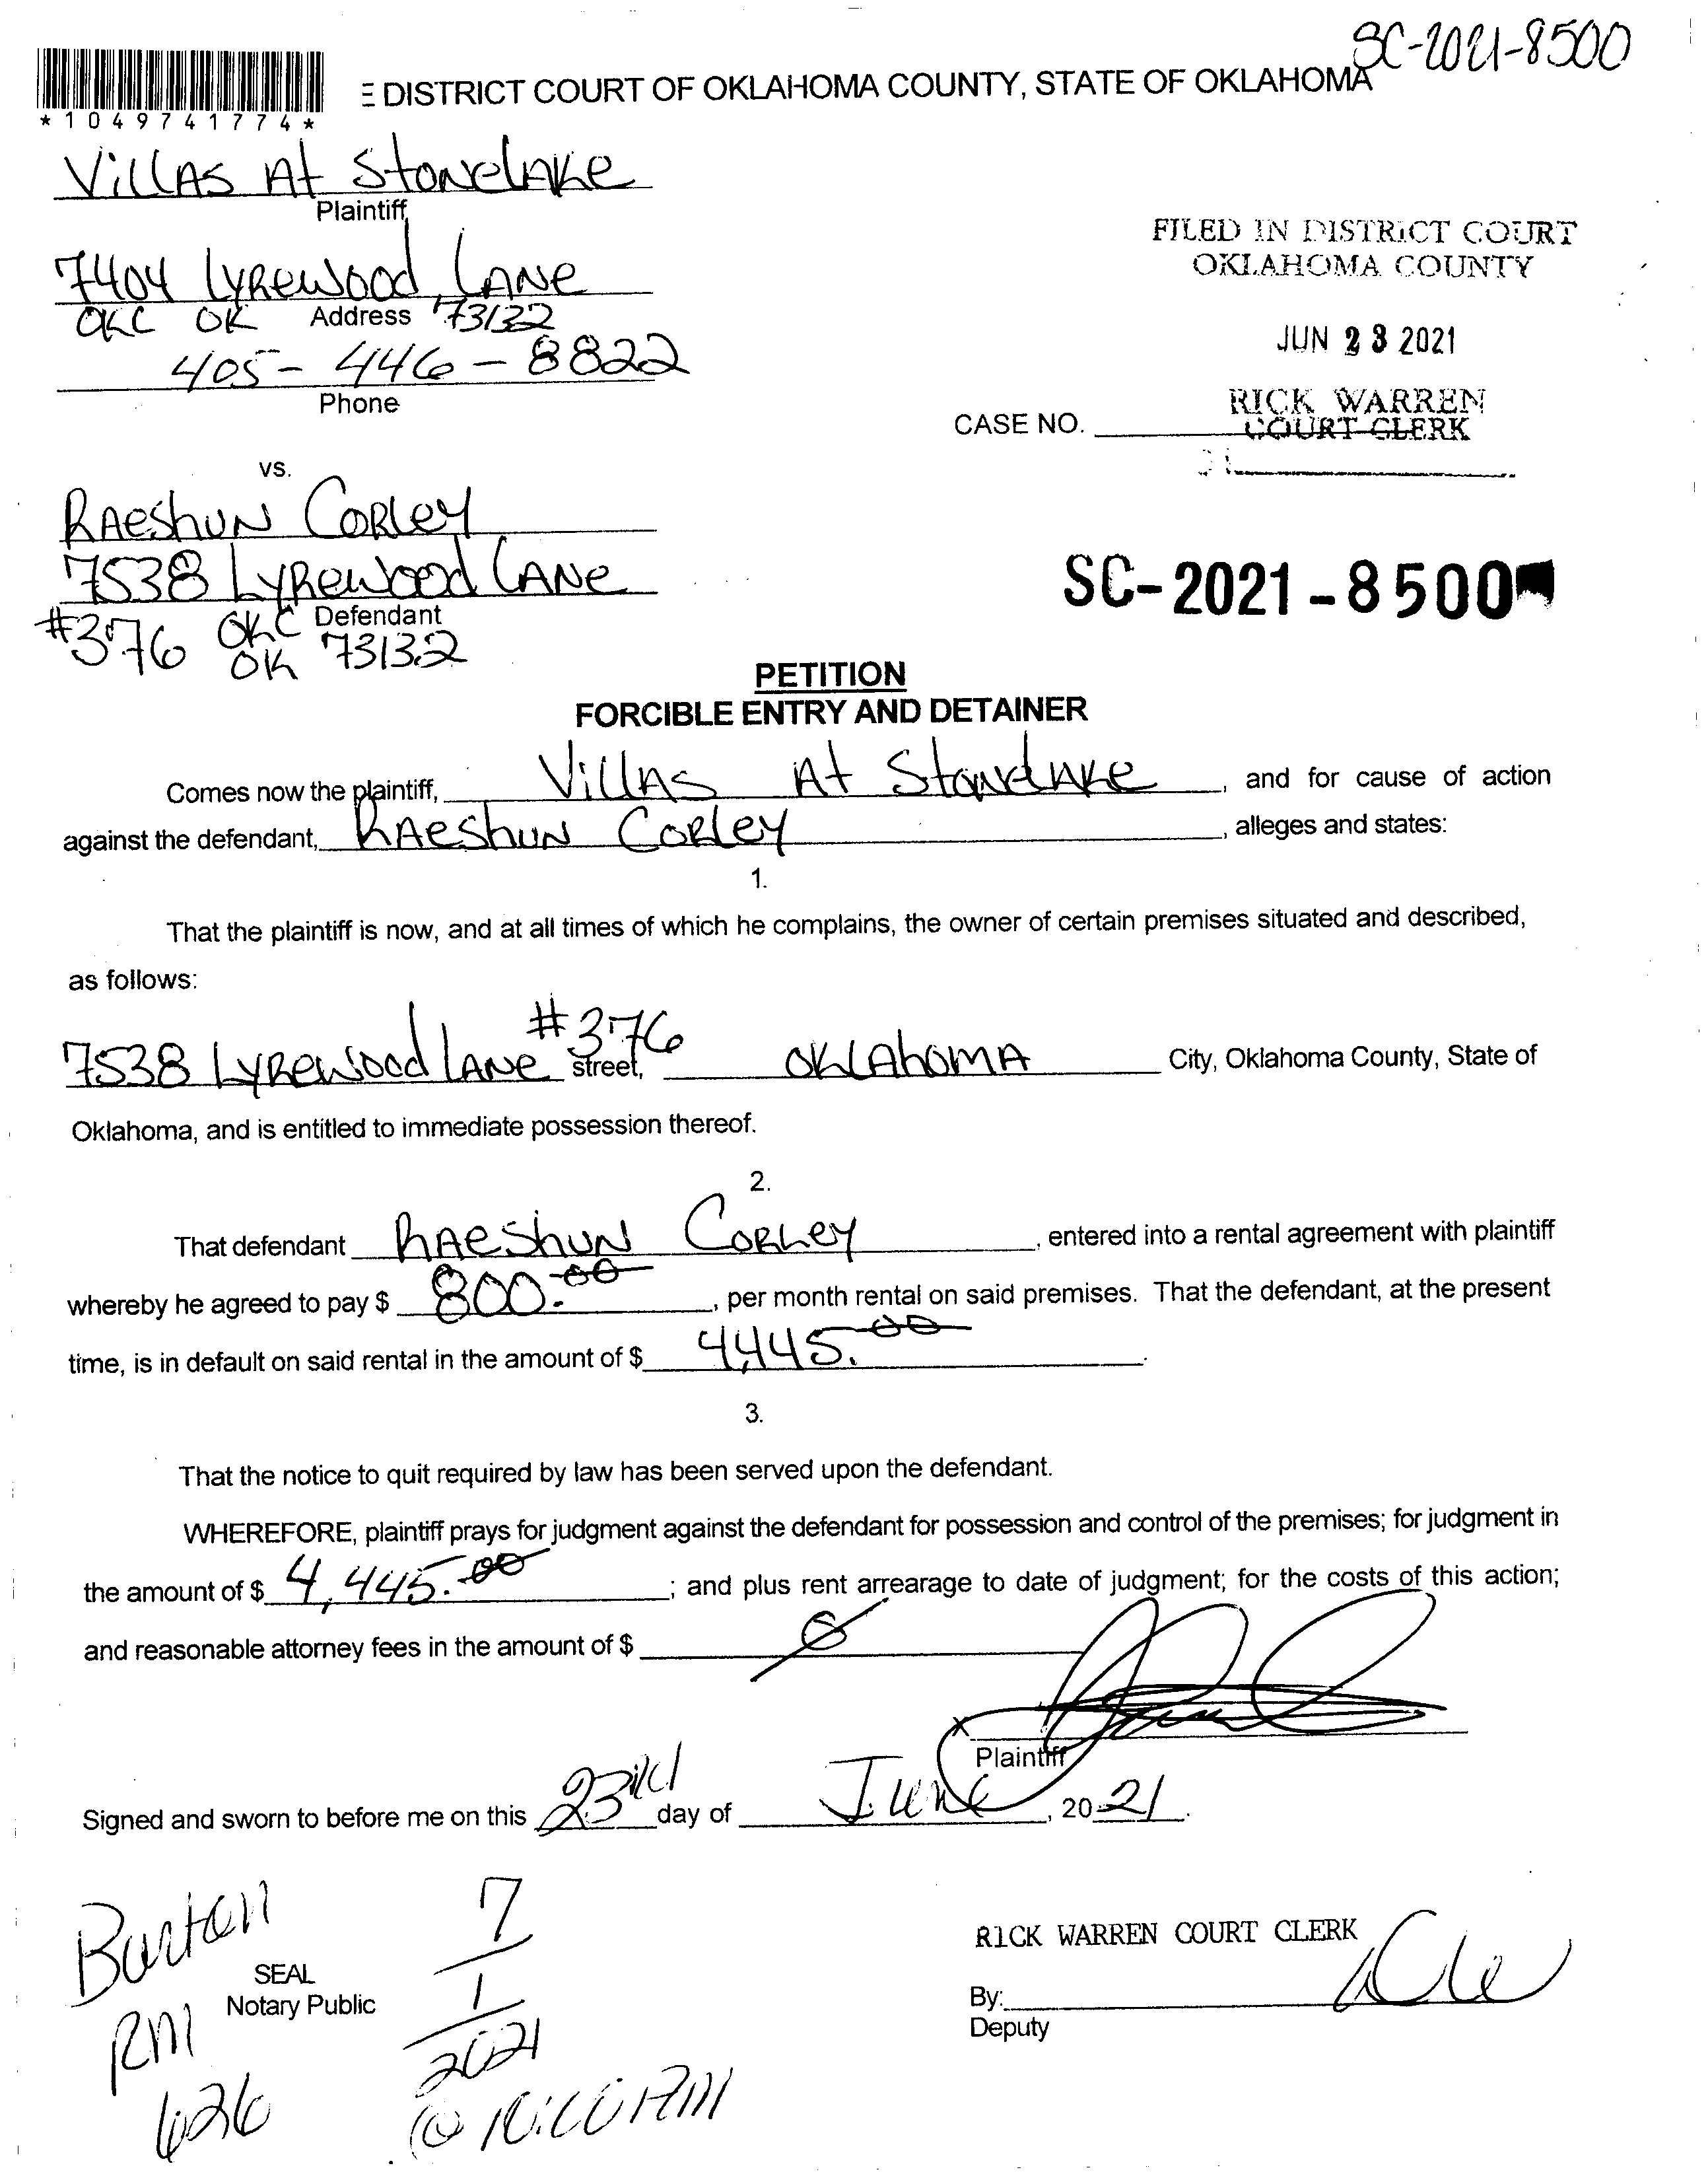 SC-2021-8500
E DISTRICT COURT OF OKLAHOMA COUNTY, STATE OF OKLAHOMA
*1049741774*
Villas At Stonelake
Plaintiff
7404 Lyrewood Lane
OKC OK Address 73132
405-446-8822
Phone
FILED IN DISTRICT COURT
OKLAHOMA COUNTY
JUN 23 2021
RICK WARREN
COURT CLERK
CASE NO.
vs.
Raeshun Corley
7538 Lyrewood Lane
Defendant
#376 OKC
OK 73132
SC-2021-8500
PETITION
FORCIBLE ENTRY AND DETAINER
Comes now the plaintiff, Villas At Stonelake, and for cause of action
against the defendant, Raeshun Corley, alleges and states:
1.
That the plaintiff is now, and at all times of which he complains, the owner of certain premises situated and described,
as follows:
7538 Lyrewood Lane #376 street, Oklahoma City, Oklahoma County, State of
Oklahoma, and is entitled to immediate possession thereof.
2.
That defendant Raeshun Corley, entered into a rental agreement with plaintiff
whereby he agreed to pay $ 800.00, per month rental on said premises. That the defendant, at the present
time, is in default on said rental in the amount of $ 4,445.00.
3.
That the notice to quit required by law has been served upon the defendant.
WHEREFORE, plaintiff prays for judgment against the defendant for possession and control of the premises; for judgment in
the amount of $ 4,445.00; and plus rent arrearage to date of judgment; for the costs of this action;
and reasonable attorney fees in the amount of $ 0
x
Plaintiff
Signed and sworn to before me on this 23rd day of June, 2021.
Burton
RM
626
SEAL
Notary Public
7
1
2021
@ 10:00 AM
RICK WARREN COURT CLERK
By:
Deputy